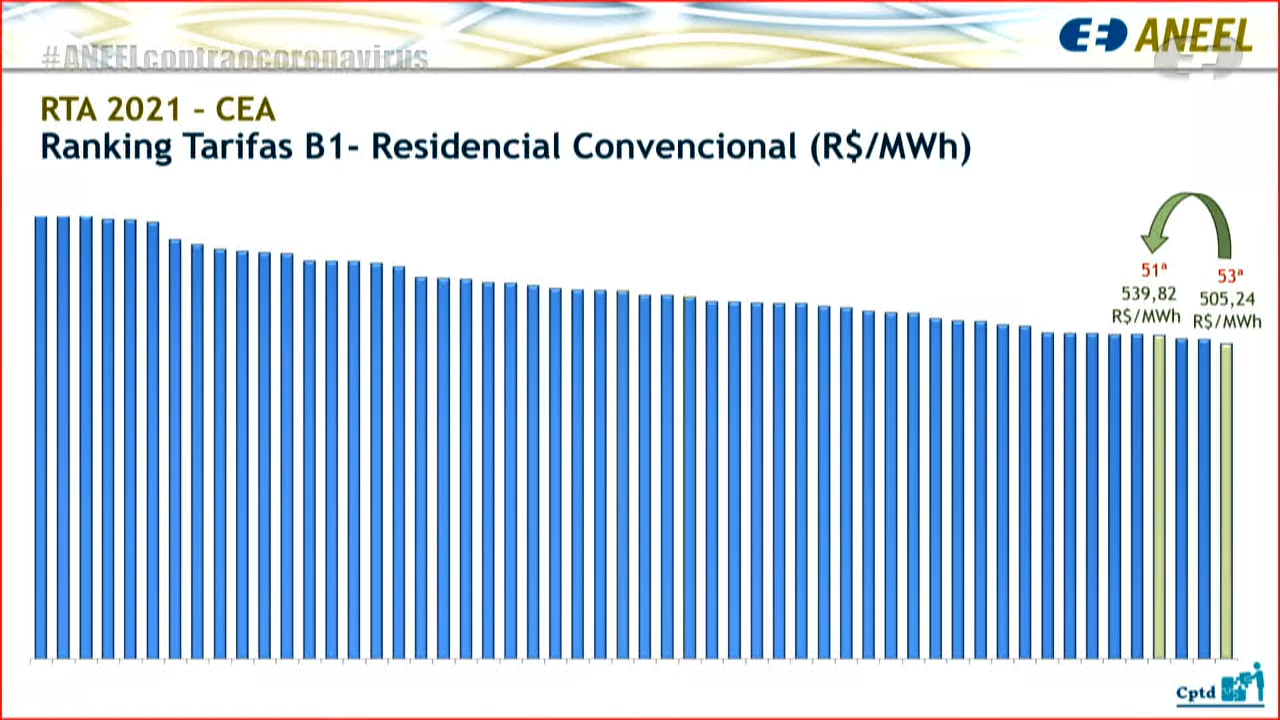 #ANEELcontraocoronavirus
ANEEL
RTA 2021 – CEA
Ranking Tarifas B1- Residencial Convencional (R$/MWh)
51ª
539,82
R$/MWh
53ª
505,24
R$/MWh
Cptd